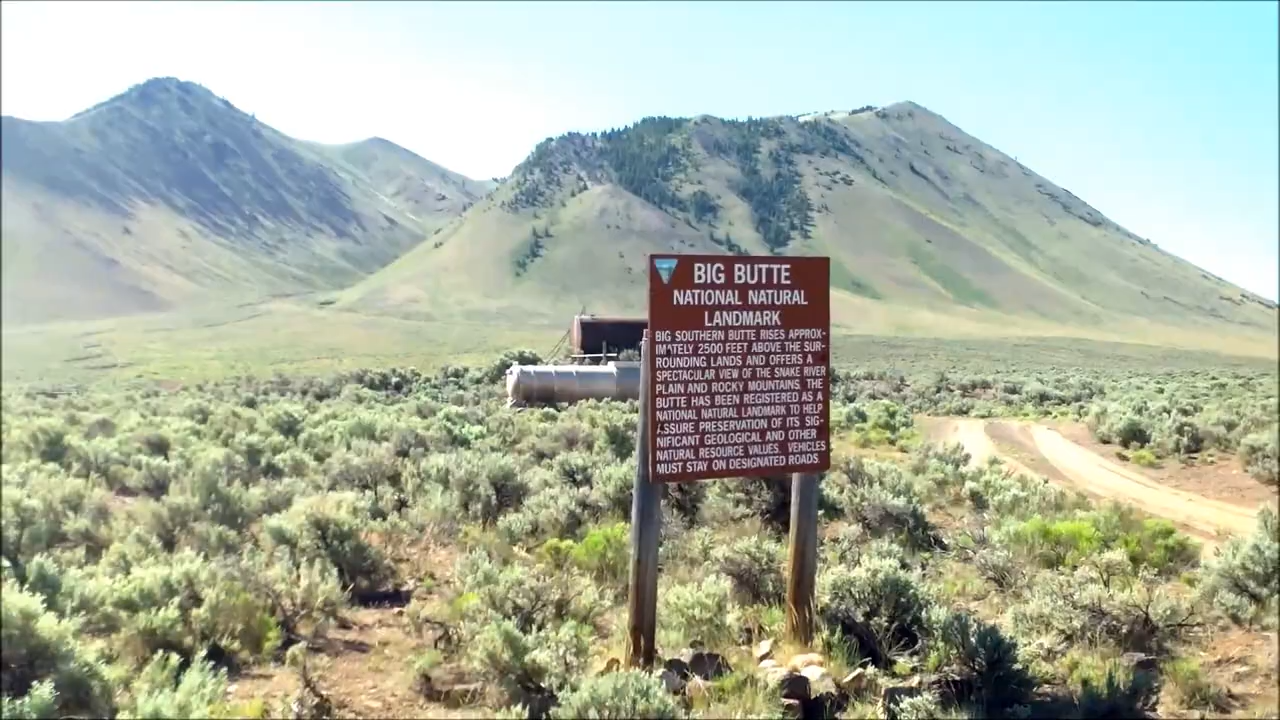 BIG BUTTE
NATIONAL NATURAL
LANDMARK
BIG SOUTHERN BUTTE RISES APPROX-
IMATELY 2500 FEET ABOVE THE SUR-
ROUNDING LANDS AND OFFERS A
SPECTACULAR VIEW OF THE SNAKE RIVER
PLAIN AND ROCKY MOUNTAINS. THE
BUTTE HAS BEEN REGISTERED AS A
NATIONAL NATURAL LANDMARK TO HELP
ASSURE PRESERVATION OF ITS SIG-
NIFICANT GEOLOGICAL AND OTHER
NATURAL RESOURCE VALUES. VEHICLES
MUST STAY ON DESIGNATED ROADS.